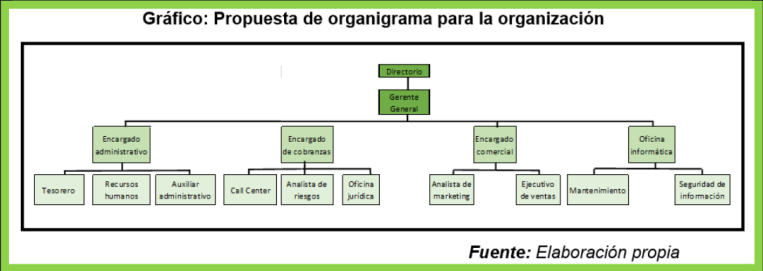 Gráfico: Propuesta de organigrama para la organización
Directorio
Gerente
General
Encargado
administrativo
Encargado
de cobranzas
Encargado
comercial
Oficina
informática
Tesorero
Recursos
humanos
Auxiliar
administrativo
Call Center
Analista de
riesgos
Oficina
jurídica
Analista de
marketing
Ejecutivo
de ventas
Mantenimiento
Seguridad de
información
Fuente: Elaboración propia